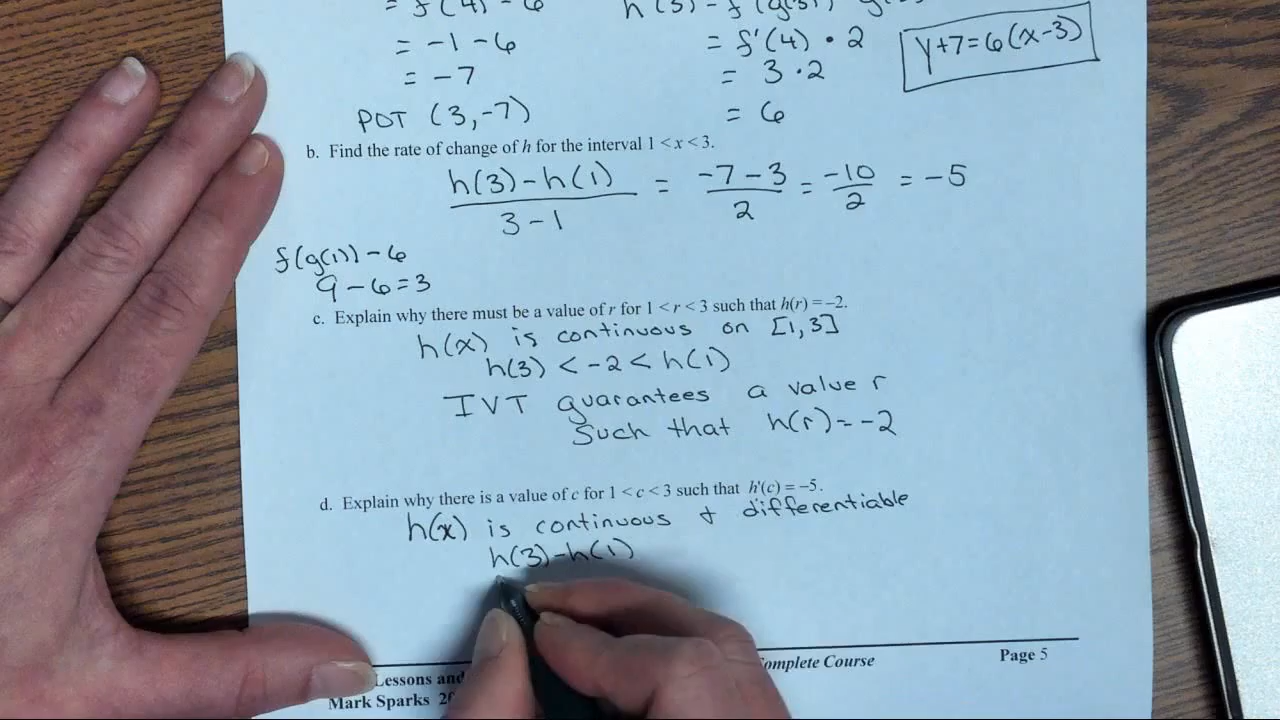 = f(4) - 6
= -1 - 6
= -7
POT (3, -7)
= f'(4) • 2
= 3 • 2
= 6
y+7=6(x-3)
b. Find the rate of change of h for the interval 1 < x < 3.
h(3)-h(1) / 3-1 = -7-3 / 2 = -10 / 2 = -5
f(g(1)) - 6
9 - 6 = 3
c. Explain why there must be a value of r for 1 < r < 3 such that h(r) = –2.
h(x) is continuous on [1,3]
h(3) < -2 < h(1)
IVT guarantees a value r
such that h(r) = -2
d. Explain why there is a value of c for 1 < c < 3 such that h'(c) = –5.
h(x) is continuous + differentiable
h(3)-h(1)
Lessons and
Complete Course
Page 5
Mark Sparks